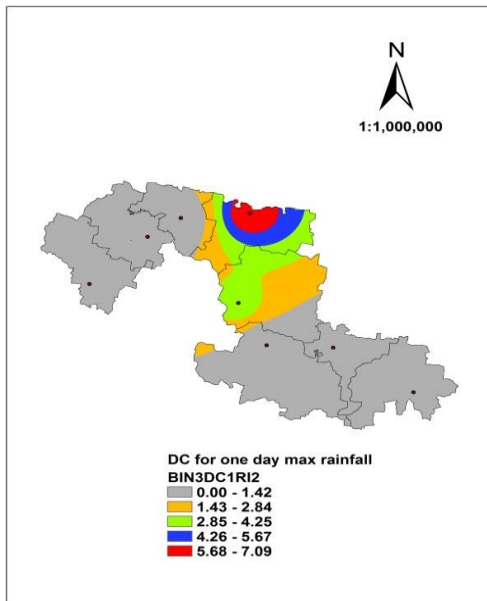 N
1:1,000,000
DC for one day max rainfall
BIN3DC1RI2
0.00 - 1.42
1.43 - 2.84
2.85 - 4.25
4.26 - 5.67
5.68 - 7.09